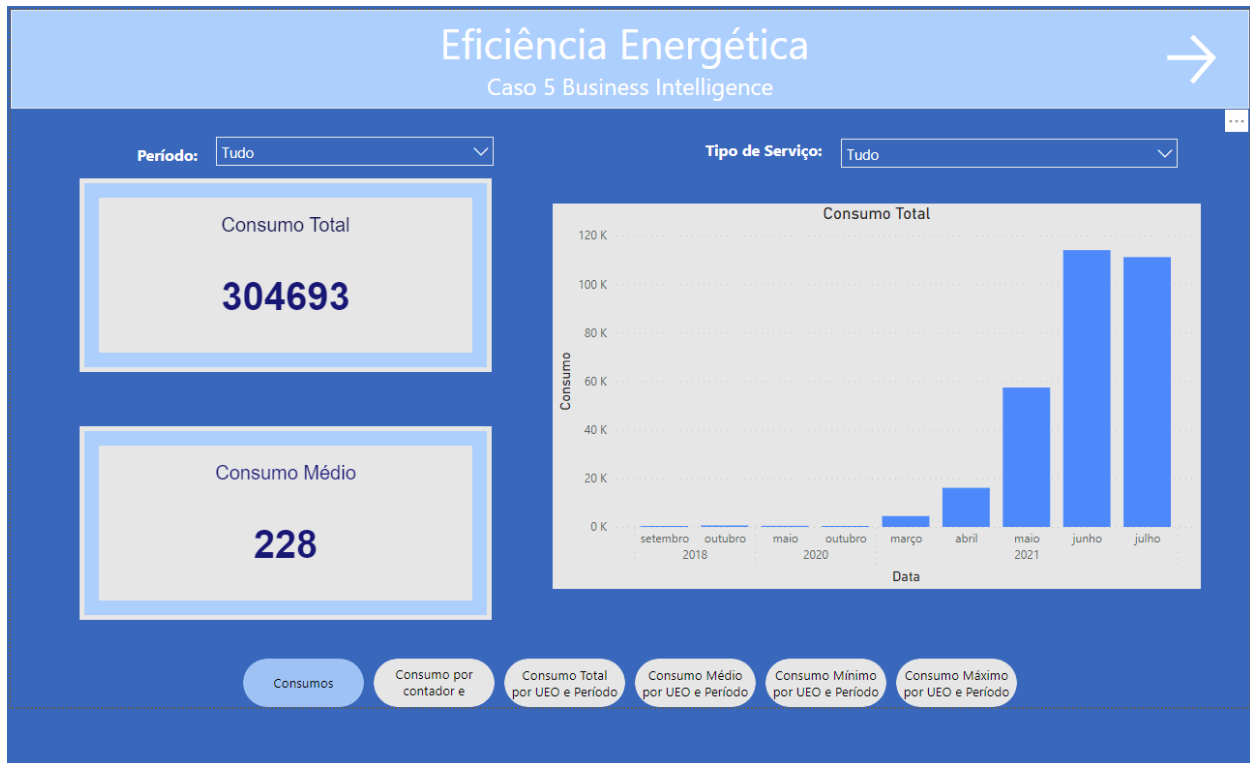 Eficiência Energética
Caso 5 Business Intelligence
Período:
Tudo
Tipo de Serviço:
Tudo
Consumo Total
304693
Consumo Médio
228
Consumo Total
Consumo
120 K
100 K
80 K
60 K
40 K
20 K
0 K
setembro outubro maio outubro março abril maio junho julho
2018 2020 2021
Data
Consumos
Consumo por
contador e
Consumo Total
por UEO e Período
Consumo Médio
por UEO e Período
Consumo Mínimo
por UEO e Período
Consumo Máximo
por UEO e Período